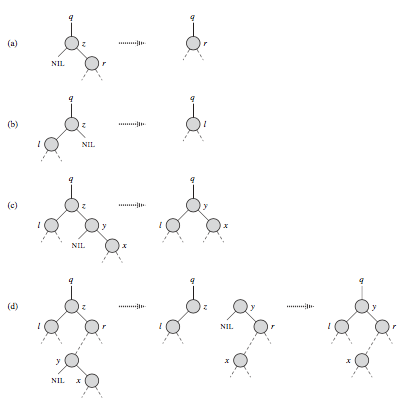 q
(a) z r
NIL r
q
(b) z l
l NIL
q q
(c) z y
l y l x
NIL x
q q
(d) z z y y
l r l NIL r l r
y x x
NIL x